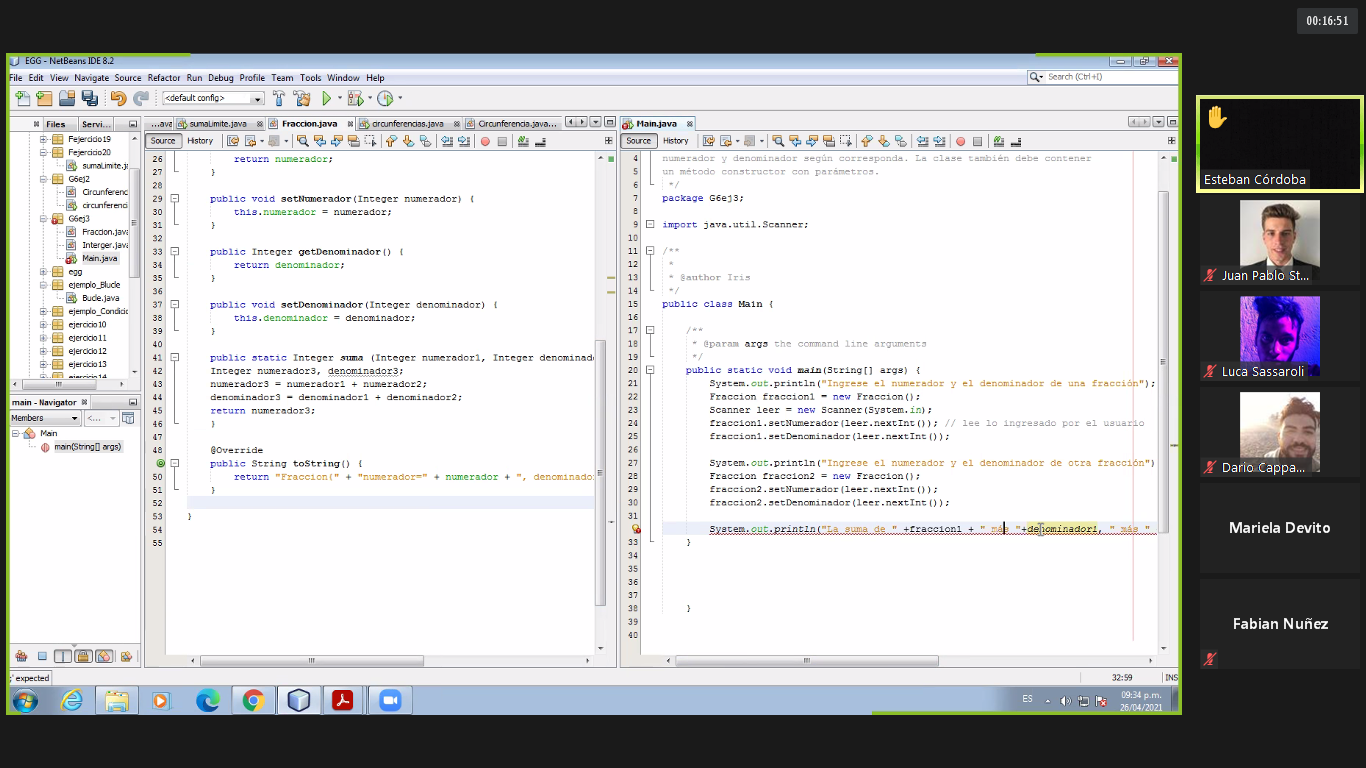 00:16:51
EGG - NetBeans IDE 8.2
File Edit View Navigate Source Refactor Run Debug Profile Team Tools Window Help
Search (Ctrl+I)
<default config>
Files Servi...
Fejercicio19
Fejercicio20
sumaLimite.j
G6ej2
Circunferenc
circunferenci
G6ej3
Fraccion.java
Interger.java
Main.java
egg
ejemplo_Blucle
Bucle.java
ejemplo_Condicio
ejercicio10
ejercicio11
ejercicio12
ejercicio13
ejercicio14
main - Navigator
Members <...
Main
main(String[] args)
...ava sumaLimite.java Fraccion.java circunferencias.java Circunferencia.java...
Source History
26 return numerador;
27 }
28
29 public void setNumerador(Integer numerador) {
30 this.numerador = numerador;
31 }
32
33 public Integer getDenominador() {
34 return denominador;
35 }
36
37 public void setDenominador(Integer denominador) {
38 this.denominador = denominador;
39 }
40
41 public static Integer suma (Integer numerador1, Integer denominado
42 Integer numerador3, denominador3;
43 numerador3 = numerador1 + numerador2;
44 denominador3 = denominador1 + denominador2;
45 return numerador3;
46 }
47
48 @Override
49 public String toString() {
50 return "Fraccion{" + "numerador=" + numerador + ", denominado
51 }
52
53 }
54
55
Main.java
Source History
4 numerador y denominador según corresponda. La clase también debe contener
5 un método constructor con parámetros.
6 */
7 package G6ej3;
8
9 import java.util.Scanner;
10
11 /**
12 *
13 * @author Iris
14 */
15 public class Main {
16
17 /**
18 * @param args the command line arguments
19 */
20 public static void main(String[] args) {
21 System.out.println("Ingrese el numerador y el denominador de una fracción");
22 Fraccion fraccion1 = new Fraccion();
23 Scanner leer = new Scanner(System.in);
24 fraccion1.setNumerador(leer.nextInt()); // lee lo ingresado por el usuario
25 fraccion1.setDenominador(leer.nextInt());
26
27 System.out.println("Ingrese el numerador y el denominador de otra fracción")
28 Fraccion fraccion2 = new Fraccion();
29 fraccion2.setNumerador(leer.nextInt());
30 fraccion2.setDenominador(leer.nextInt());
31
System.out.println("La suma de " +fraccion1 + " más "+denominador1, " más "
33 }
34
35
36
37
38 }
39
40
';' expected
32:59 INS
ES
09:34 p.m.
26/04/2021
Esteban Córdoba
Juan Pablo St...
Luca Sassaroli
Dario Cappa...
Mariela Devito
Fabian Nuñez